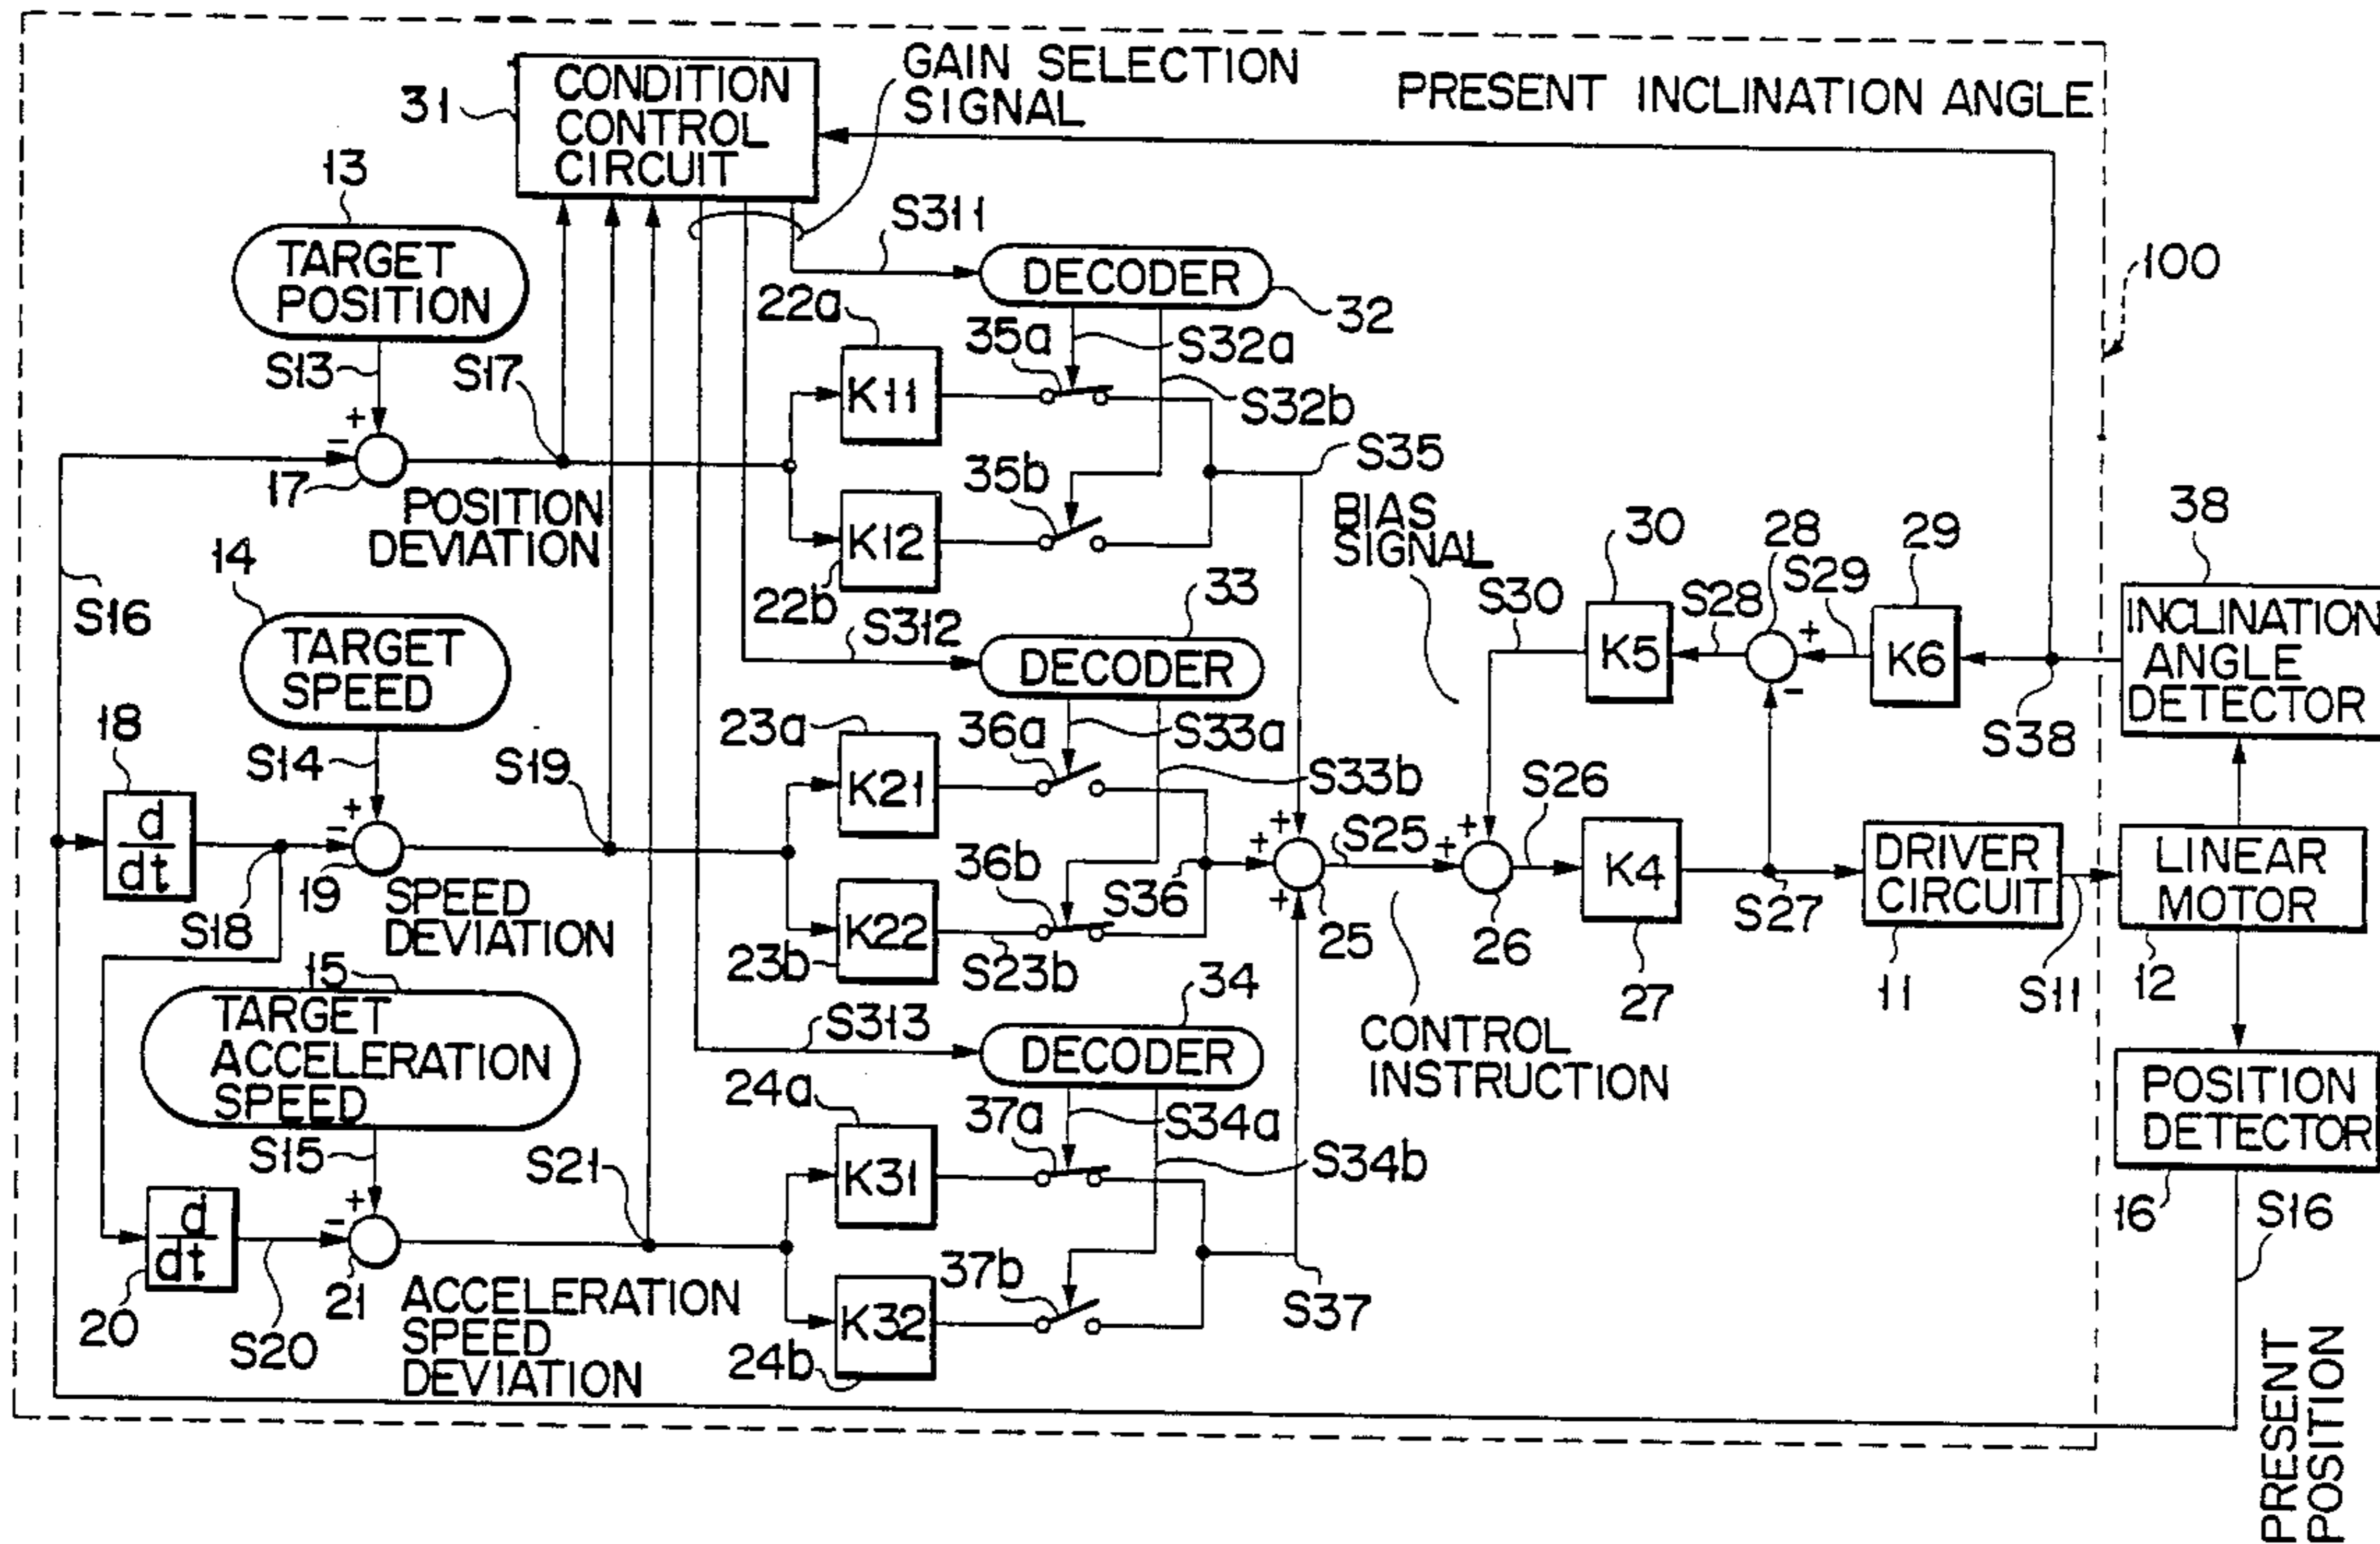 GAIN SELECTION
SIGNAL
PRESENT INCLINATION ANGLE
31
CONDITION
CONTROL
CIRCUIT
13
TARGET
POSITION
S311
DECODER
32
100
22a
S13
S17
35a
S32a
K11
S32b
+
-
17
POSITION
DEVIATION
35b
S35
K12
22b
BIAS
SIGNAL
S16
14
TARGET
SPEED
S312
33
DECODER
S30
30
K5
S28
28
S29
+
-
29
K6
38
INCLINATION
ANGLE
DETECTOR
S38
18
d
dt
S14
S19
23a
36a
S33a
K21
S33b
+
-
19
S18
SPEED
DEVIATION
36b
S36
K22
23b
S23b
+
+
+
25
S25
+
+
26
S26
K4
27
S27
DRIVER
CIRCUIT
11
S11
LINEAR
MOTOR
12
CONTROL
INSTRUCTION
15
TARGET
ACCELERATION
SPEED
S313
34
DECODER
24a
37a
S34a
S34b
K31
S15
S21
+
-
d
dt
20
S20
21
ACCELERATION
SPEED
DEVIATION
37b
K32
24b
S37
POSITION
DETECTOR
16
S16
PRESENT
POSITION